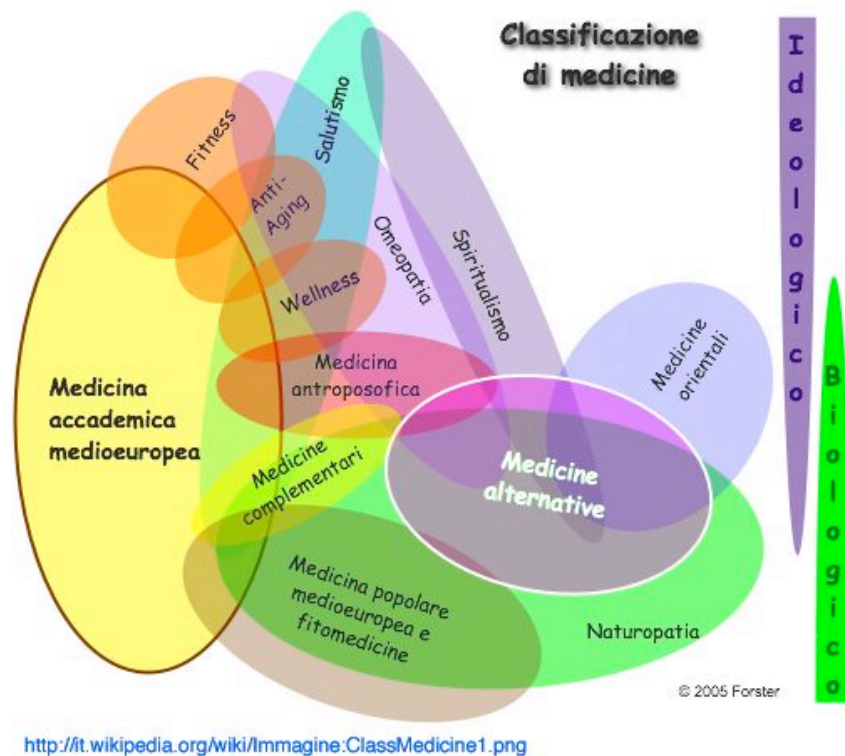 Classificazione
di medicine
Ideologico
Biologico
Fitness
Salutismo
Anti-
Aging
Wellness
Omeopatia
Spiritualismo
Medicine
orientali
Medicina
antroposofica
Medicina
accademica
medioeuropea
Medicine
complementari
Medicine
alternative
Medicina popolare
medioeuropea e
fitomedicine
Naturopatia
© 2005 Forster
http://it.wikipedia.org/wiki/Immagine:ClassMedicine1.png